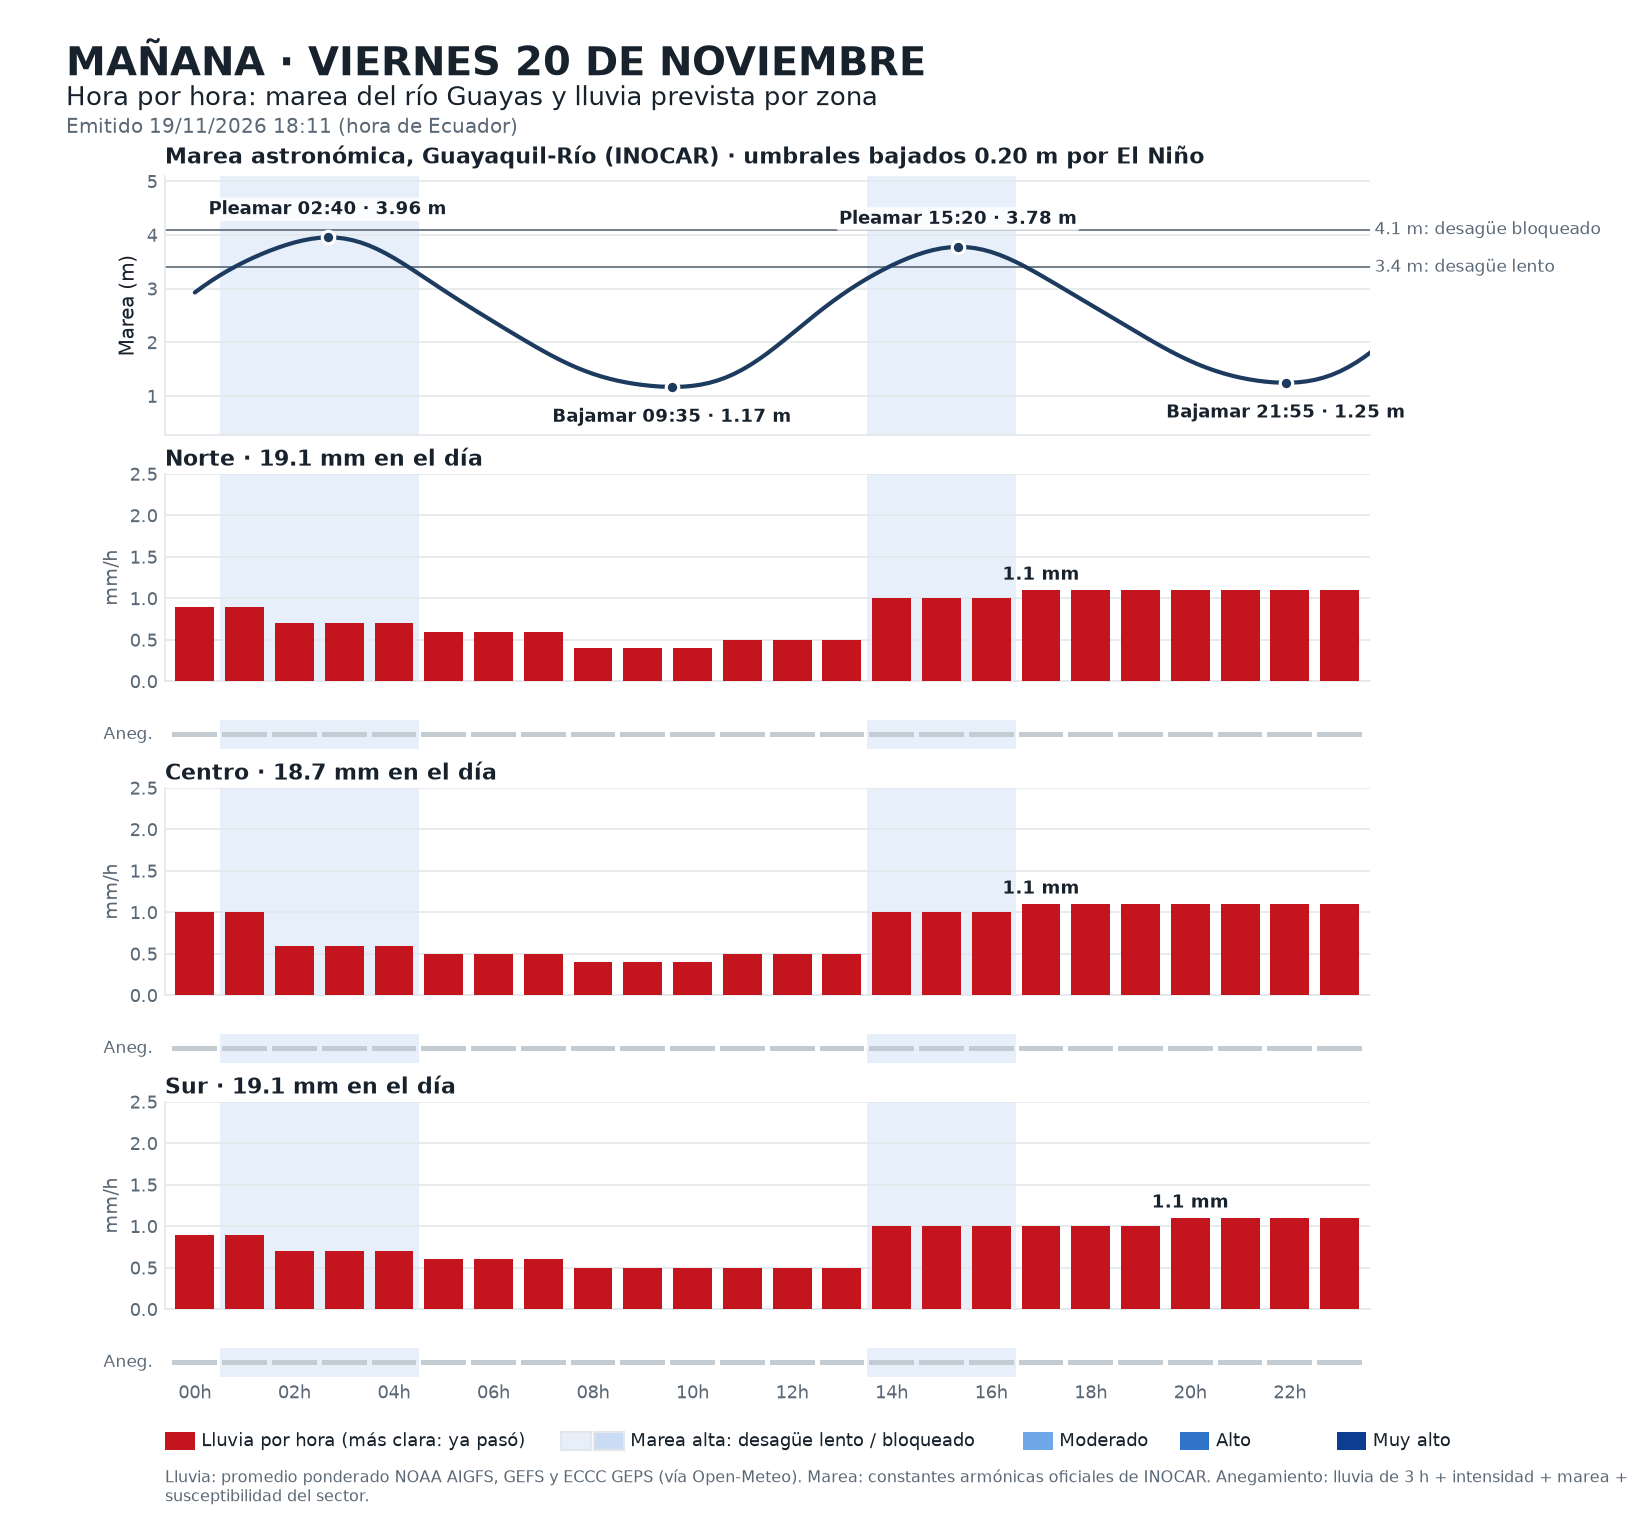 MAÑANA · VIERNES 20 DE NOVIEMBRE
Hora por hora: marea del río Guayas y lluvia prevista por zona
Emitido 19/11/2026 18:11 (hora de Ecuador)
Marea astronómica, Guayaquil-Río (INOCAR) · umbrales bajados 0.20 m por El Niño
Marea (m)
5
4
3
2
1
Pleamar 02:40 · 3.96 m
Pleamar 15:20 · 3.78 m
4.1 m: desagüe bloqueado
3.4 m: desagüe lento
Bajamar 09:35 · 1.17 m
Bajamar 21:55 · 1.25 m
Norte · 19.1 mm en el día
mm/h
2.5
2.0
1.5
1.0
0.5
0.0
1.1 mm
Aneg.
Centro · 18.7 mm en el día
mm/h
2.5
2.0
1.5
1.0
0.5
0.0
1.1 mm
Aneg.
Sur · 19.1 mm en el día
mm/h
2.5
2.0
1.5
1.0
0.5
0.0
1.1 mm
Aneg.
00h 02h 04h 06h 08h 10h 12h 14h 16h 18h 20h 22h
Lluvia por hora (más clara: ya pasó) Marea alta: desagüe lento / bloqueado Moderado Alto Muy alto
Lluvia: promedio ponderado NOAA AIGFS, GEFS y ECCC GEPS (vía Open-Meteo). Marea: constantes armónicas oficiales de INOCAR. Anegamiento: lluvia de 3 h + intensidad + marea +
susceptibilidad del sector.